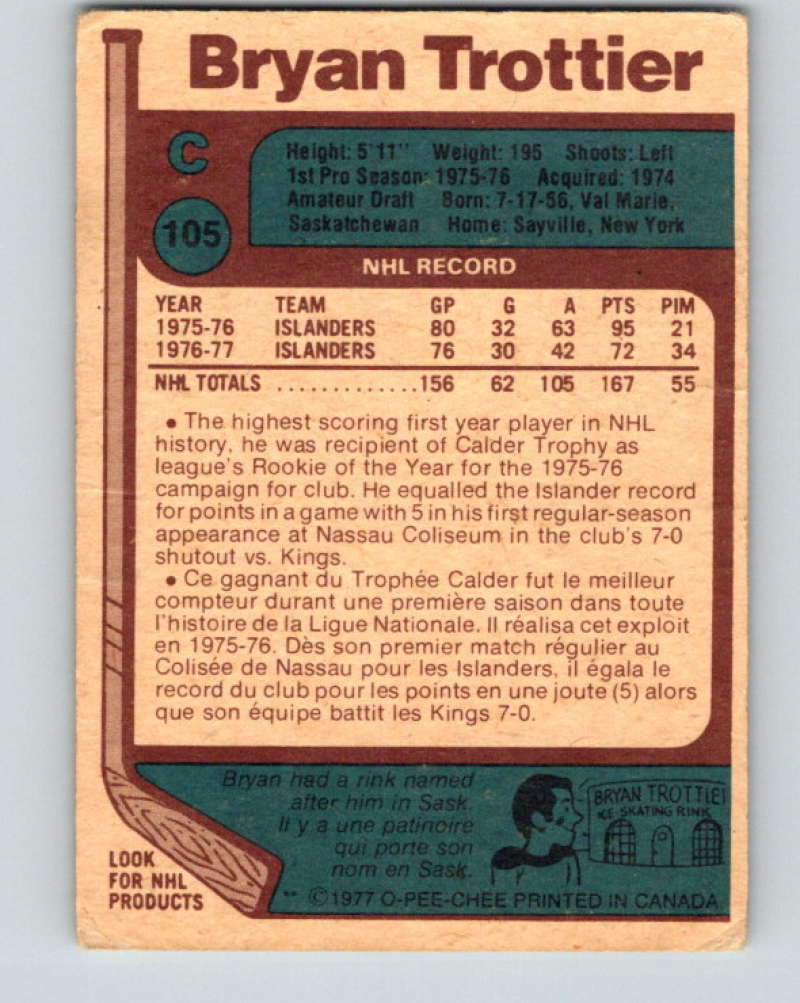 Bryan Trottier
C
Height: 5'11" Weight: 195 Shoots: Left
1st Pro Season: 1975-76 Acquired: 1974
Amateur Draft Born: 7-17-56, Val Marie,
Saskatchewan Home: Sayville, New York
105
NHL RECORD
YEAR TEAM GP G A PTS PIM
1975-76 ISLANDERS 80 32 63 95 21
1976-77 ISLANDERS 76 30 42 72 34
NHL TOTALS .............156 62 105 167 55
• The highest scoring first year player in NHL
history, he was recipient of Calder Trophy as
league's Rookie of the Year for the 1975-76
campaign for club. He equalled the Islander record
for points in a game with 5 in his first regular-season
appearance at Nassau Coliseum in the club's 7-0
shutout vs. Kings.
• Ce gagnant du Trophée Calder fut le meilleur
compteur durant une première saison dans toute
l'histoire de la Ligue Nationale. Il réalisa cet exploit
en 1975-76. Dès son premier match régulier au
Colisée de Nassau pour les Islanders, il égala le
record du club pour les points en une joute (5) alors
que son équipe battit les Kings 7-0.
Bryan had a rink named
after him in Sask.
Il y a une patinoire
qui porte son
nom en Sask.
BRYAN TROTTIER
ICE SKATING RINK
LOOK
FOR NHL
PRODUCTS
** ©1977 O-PEE-CHEE PRINTED IN CANADA